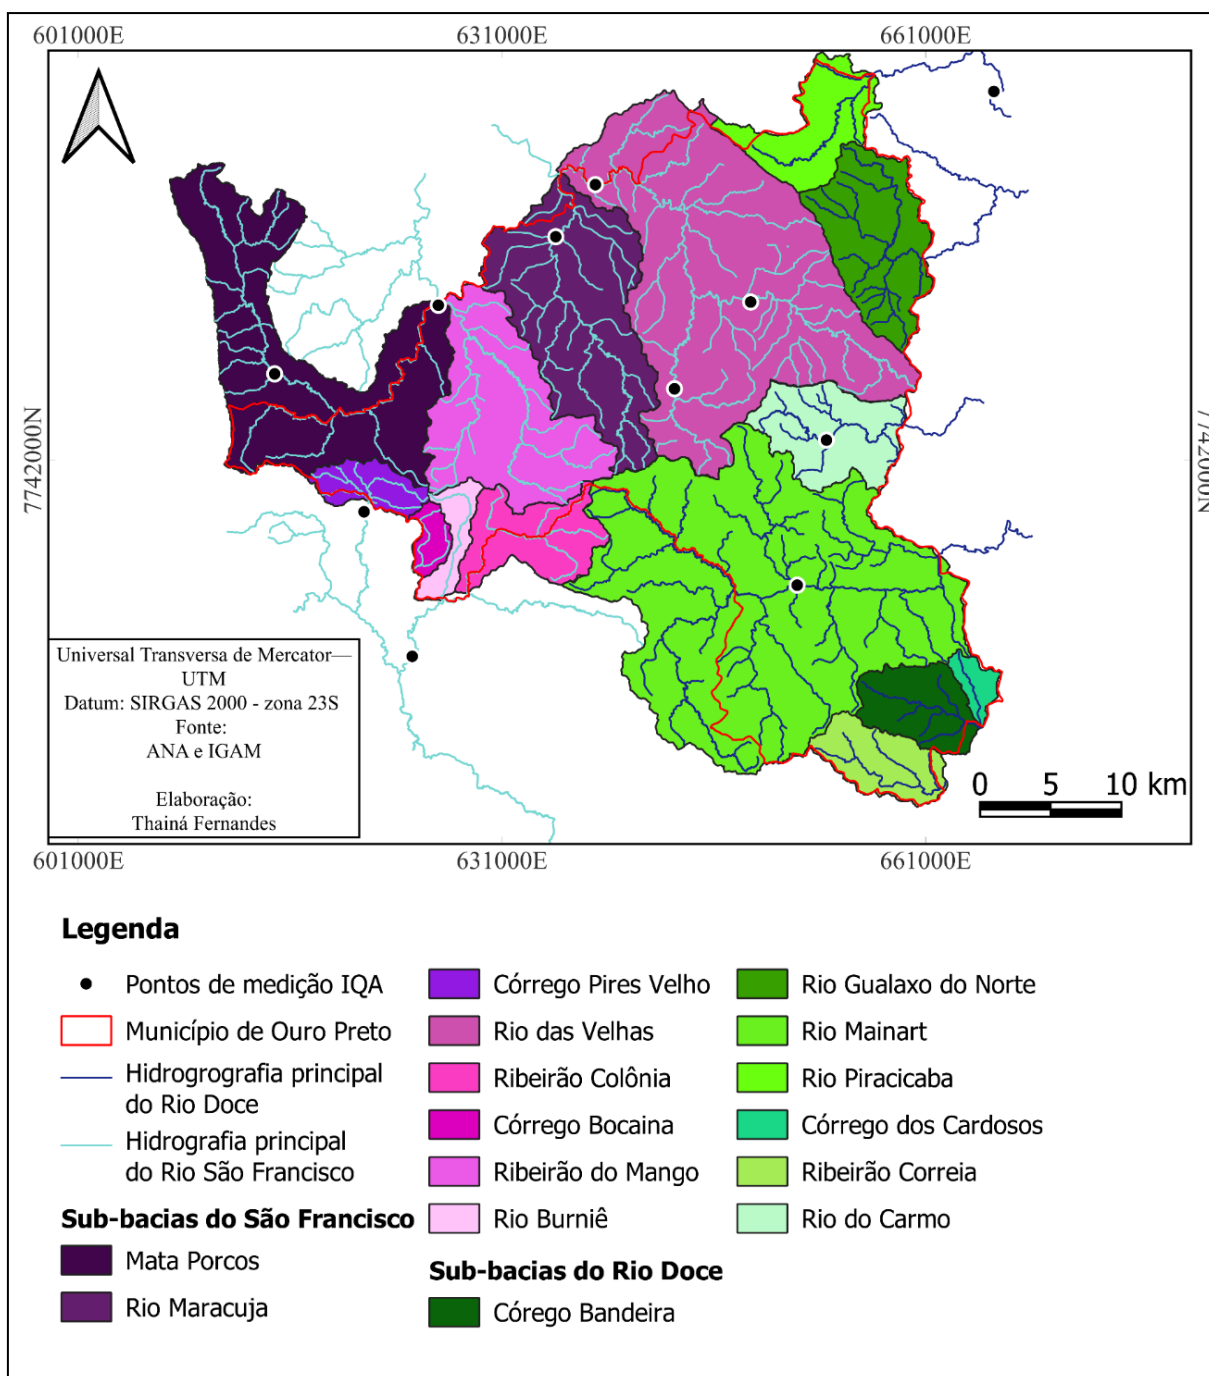 601000E
631000E
661000E
7742000N
7742000N
Universal Transversa de Mercator—
UTM
Datum: SIRGAS 2000 - zona 23S
Fonte:
ANA e IGAM
Elaboração:
Thainá Fernandes
0 5 10 km
601000E
631000E
661000E
Legenda
Pontos de medição IQA
Município de Ouro Preto
Hidrogrografia principal
do Rio Doce
Hidrografia principal
do Rio São Francisco
Sub-bacias do São Francisco
Mata Porcos
Rio Maracuja
Córrego Pires Velho
Rio das Velhas
Ribeirão Colônia
Córrego Bocaina
Ribeirão do Mango
Rio Burniê
Sub-bacias do Rio Doce
Córego Bandeira
Rio Gualaxo do Norte
Rio Mainart
Rio Piracicaba
Córrego dos Cardosos
Ribeirão Correia
Rio do Carmo